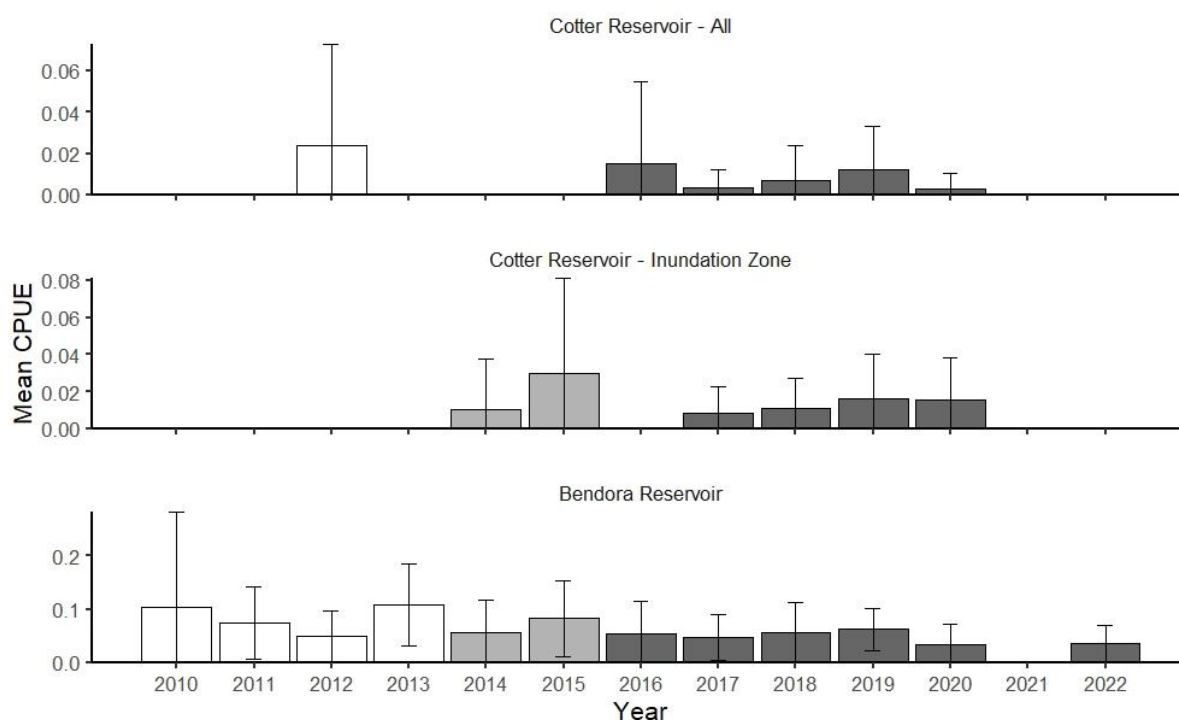 Cotter Reservoir - All
0.06
0.04
0.02
0.00
Cotter Reservoir - Inundation Zone
0.08
0.06
0.04
0.02
0.00
Mean CPUE
Bendora Reservoir
0.2
0.1
0.0
2010 2011 2012 2013 2014 2015 2016 2017 2018 2019 2020 2021 2022
Year